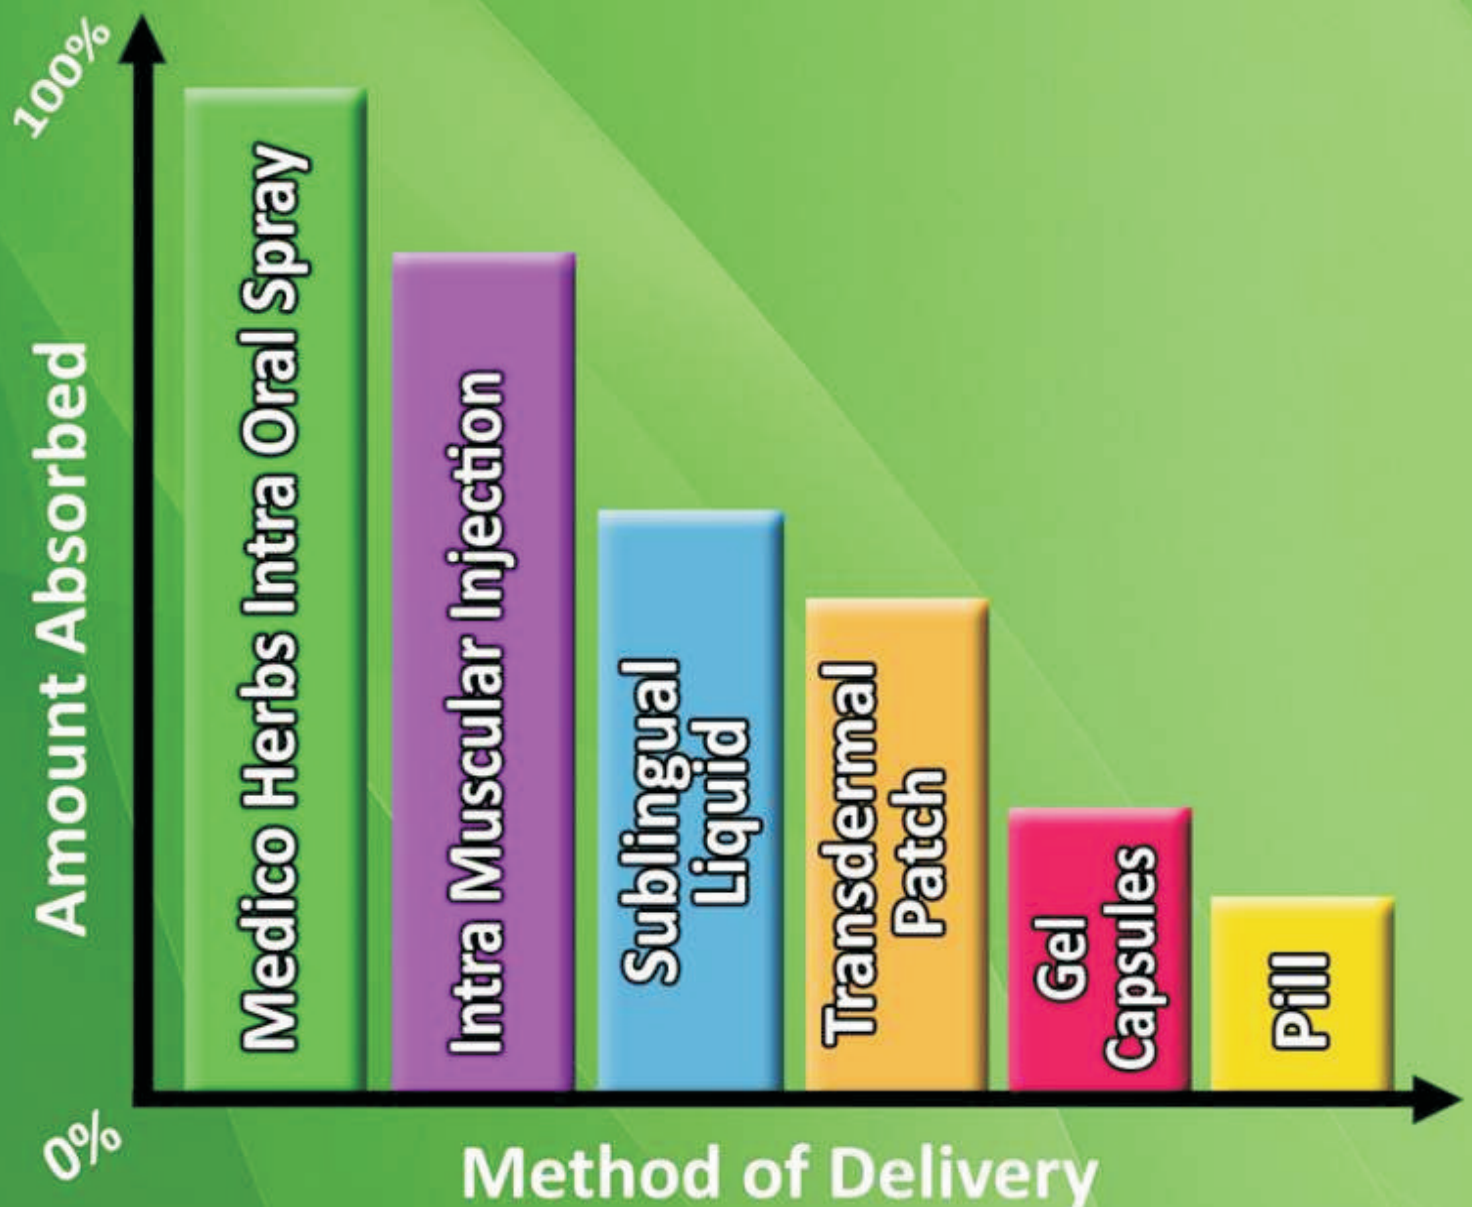 100%
Amount Absorbed
0%
Medico Herbs Intra Oral Spray
Intra Muscular Injection
Sublingual
Liquid
Transdermal
Patch
Gel
Capsules
Pill
Method of Delivery